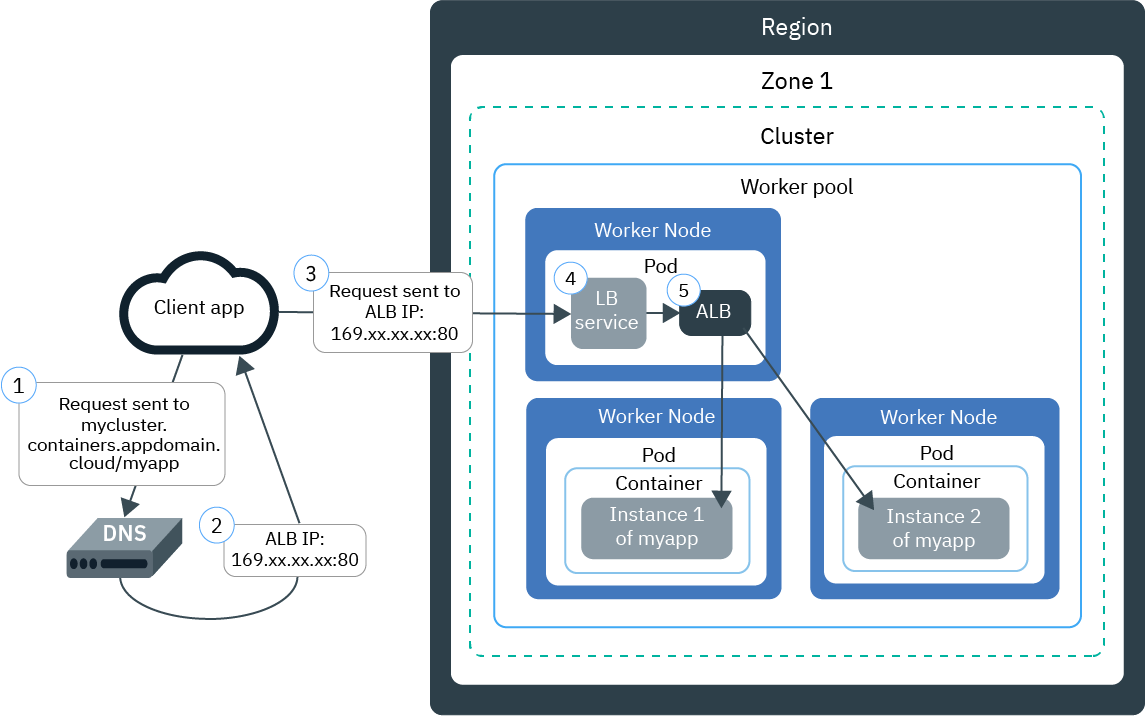 Region
Zone 1
Cluster
Worker pool
Worker Node
Pod
4
LB
service
5
ALB
3
Request sent to
ALB IP:
169.xx.xx.xx:80
Client app
1
Request sent to
mycluster.
containers.appdomain.
cloud/myapp
DNS
2
ALB IP:
169.xx.xx.xx:80
Worker Node
Pod
Container
Instance 1
of myapp
Worker Node
Pod
Container
Instance 2
of myapp